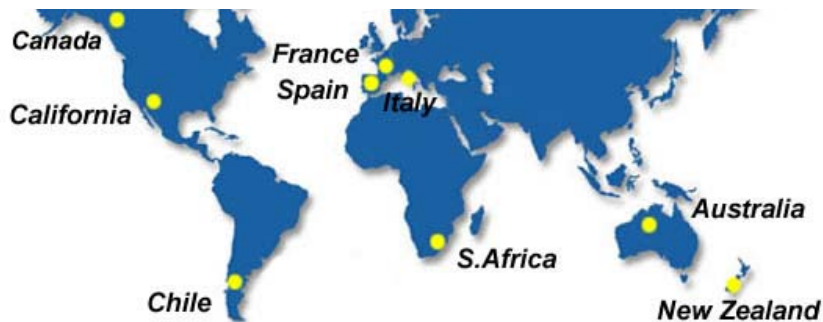 Canada
France
Spain
Italy
California
Australia
S.Africa
Chile
New Zealand